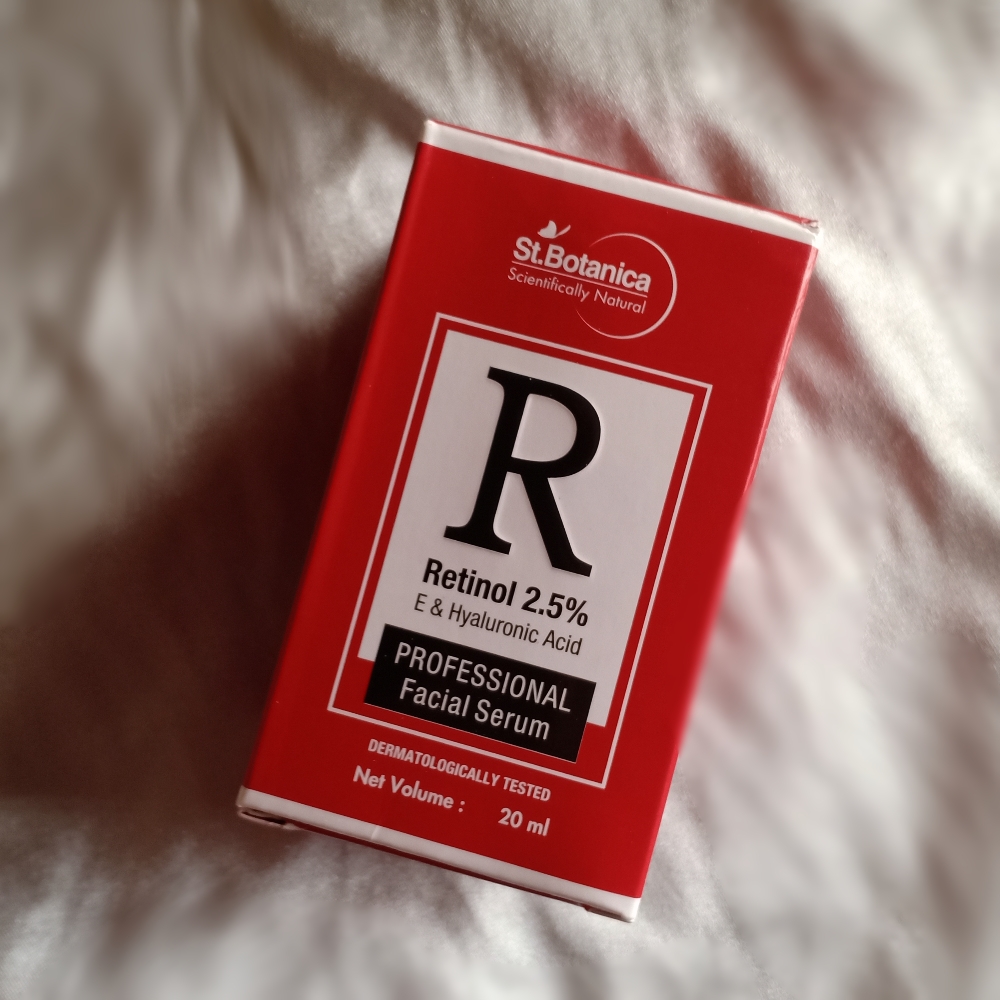 St.Botanica
Scientifically Natural
R
Retinol 2.5%
E & Hyaluronic Acid
PROFESSIONAL
Facial Serum
DERMATOLOGICALLY TESTED
Net Volume : 20 ml